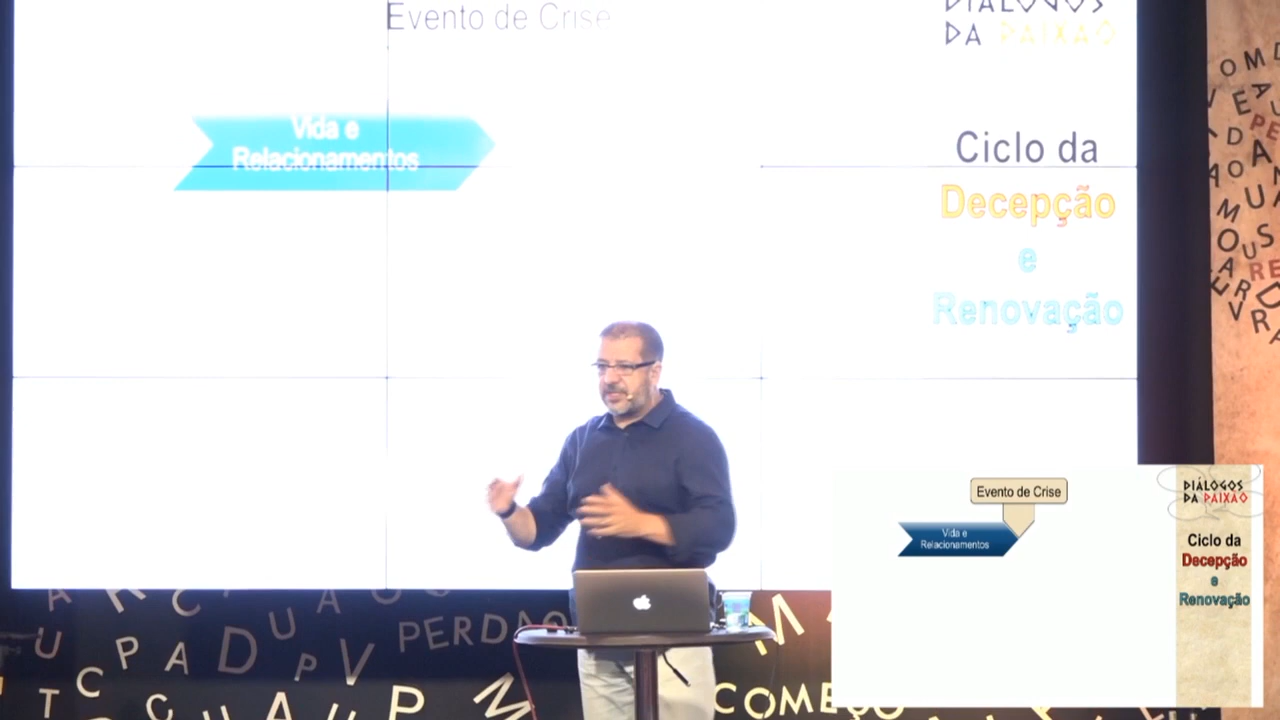 Evento de Crise
DIÁLOGOS
DA PAIXÃO
Vida e
Relacionamentos
Ciclo da
Decepção
e
Renovação
Evento de Crise
Vida e
Relacionamentos
DIÁLOGOS
DA PAIXÃO
Ciclo da
Decepção
e
Renovação
PERDÃO
COMEÇO